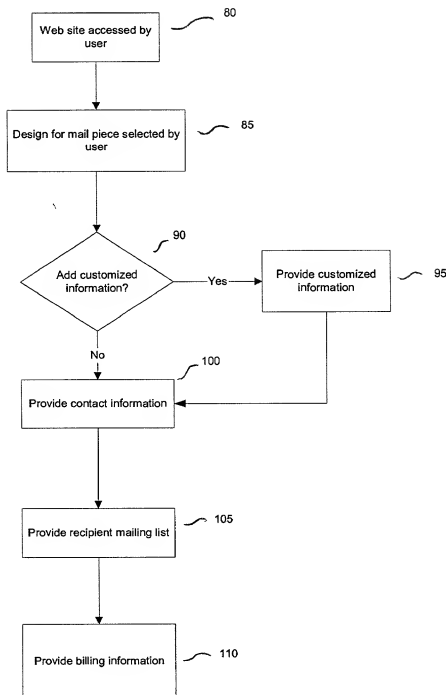 Web site accessed by
user
80
Design for mail piece selected by
user
85
90
Add customized
information?
Yes
Provide customized
information
95
No
100
Provide contact information
Provide recipient mailing list
105
Provide billing information
110